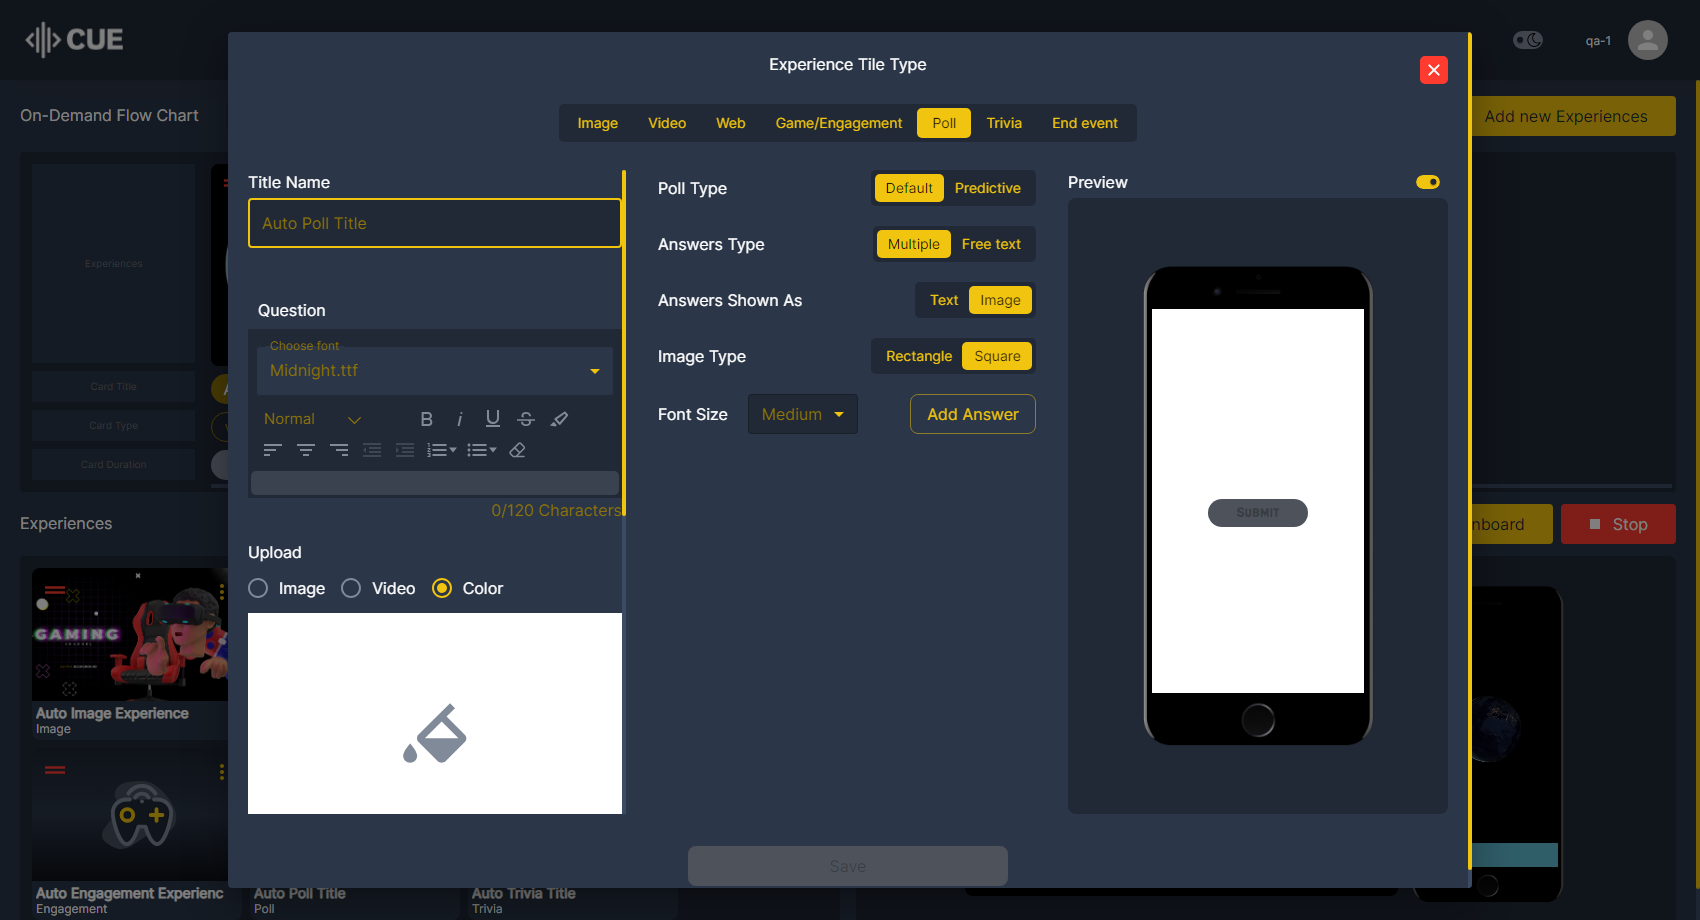 CUE
Experience Tile Type
qa-1
On-Demand Flow Chart
Image
Video
Web
Game/Engagement
Poll
Trivia
End event
Add new Experiences
Title Name
Auto Poll Title
Question
Choose font
Midnight.ttf
Normal
B
i
U
S
0/120 Characters
Upload
Image
Video
Color
Poll Type
Default
Predictive
Answers Type
Multiple
Free text
Answers Shown As
Text
Image
Image Type
Rectangle
Square
Font Size
Medium
Add Answer
Preview
SUBMIT
Save
Experiences
Card Title
Card Type
Card Duration
Experiences
GAMING
Auto Image Experience
Image
Auto Engagement Experienc
Engagement
Auto Poll Title
Poll
Auto Trivia Title
Trivia
nboard
Stop